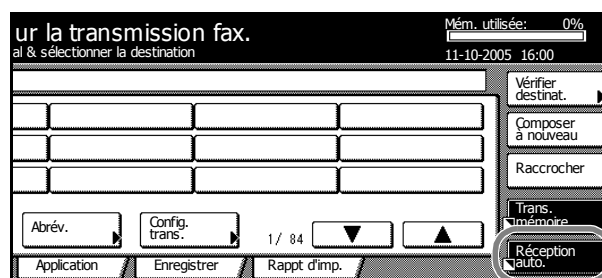 ur la transmission fax.
al & sélectionner la destination
Mém. utilisée: 0%
11-10-2005 16:00
Vérifier
destinat.
Composer
à nouveau
Raccrocher
Trans.
mémoire
Réception
auto.
Abrév.
Config.
trans.
1/ 84
Application
Enregistrer
Rappt d'imp.